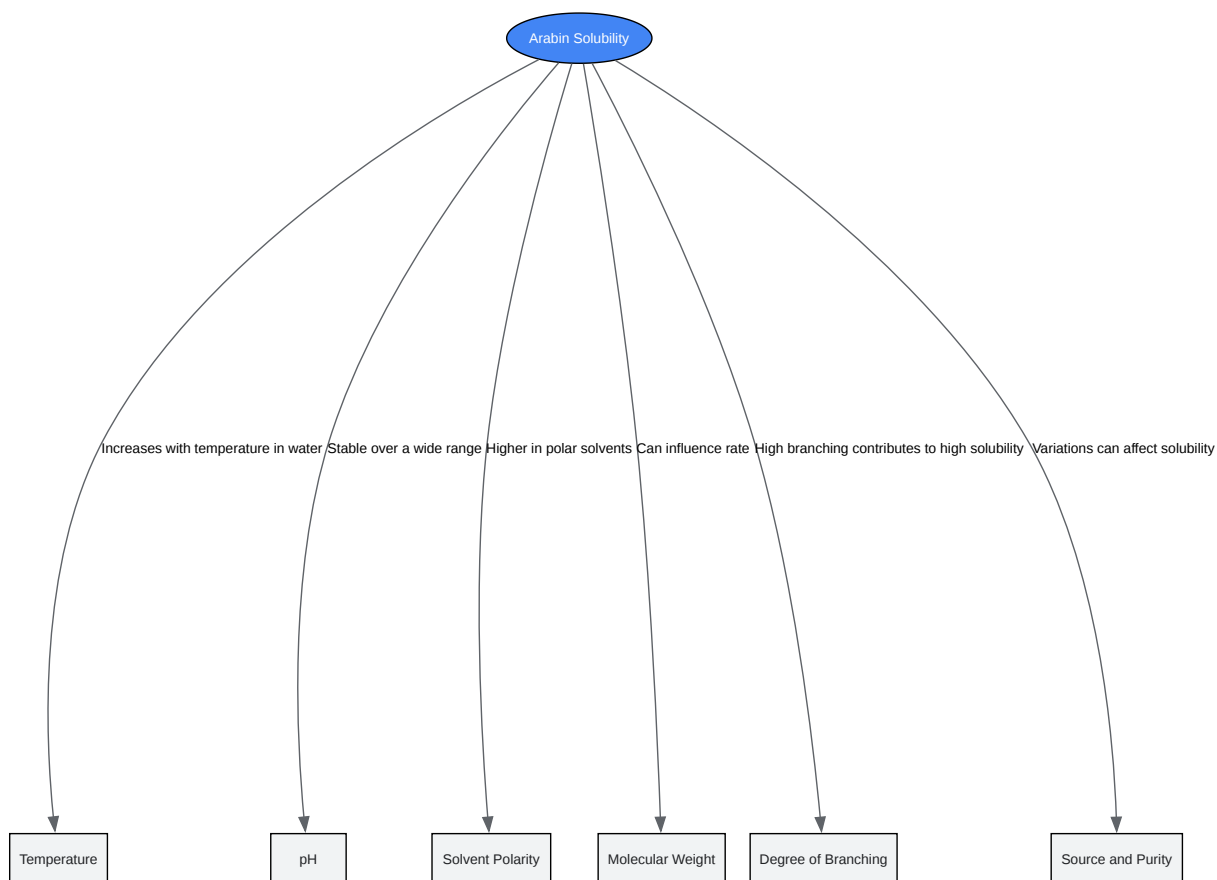 Arabin Solubility
Increases with temperature in water
Stable over a wide range
Higher in polar solvents
Can influence rate
High branching contributes to high solubility
Variations can affect solubility
Temperature
pH
Solvent Polarity
Molecular Weight
Degree of Branching
Source and Purity